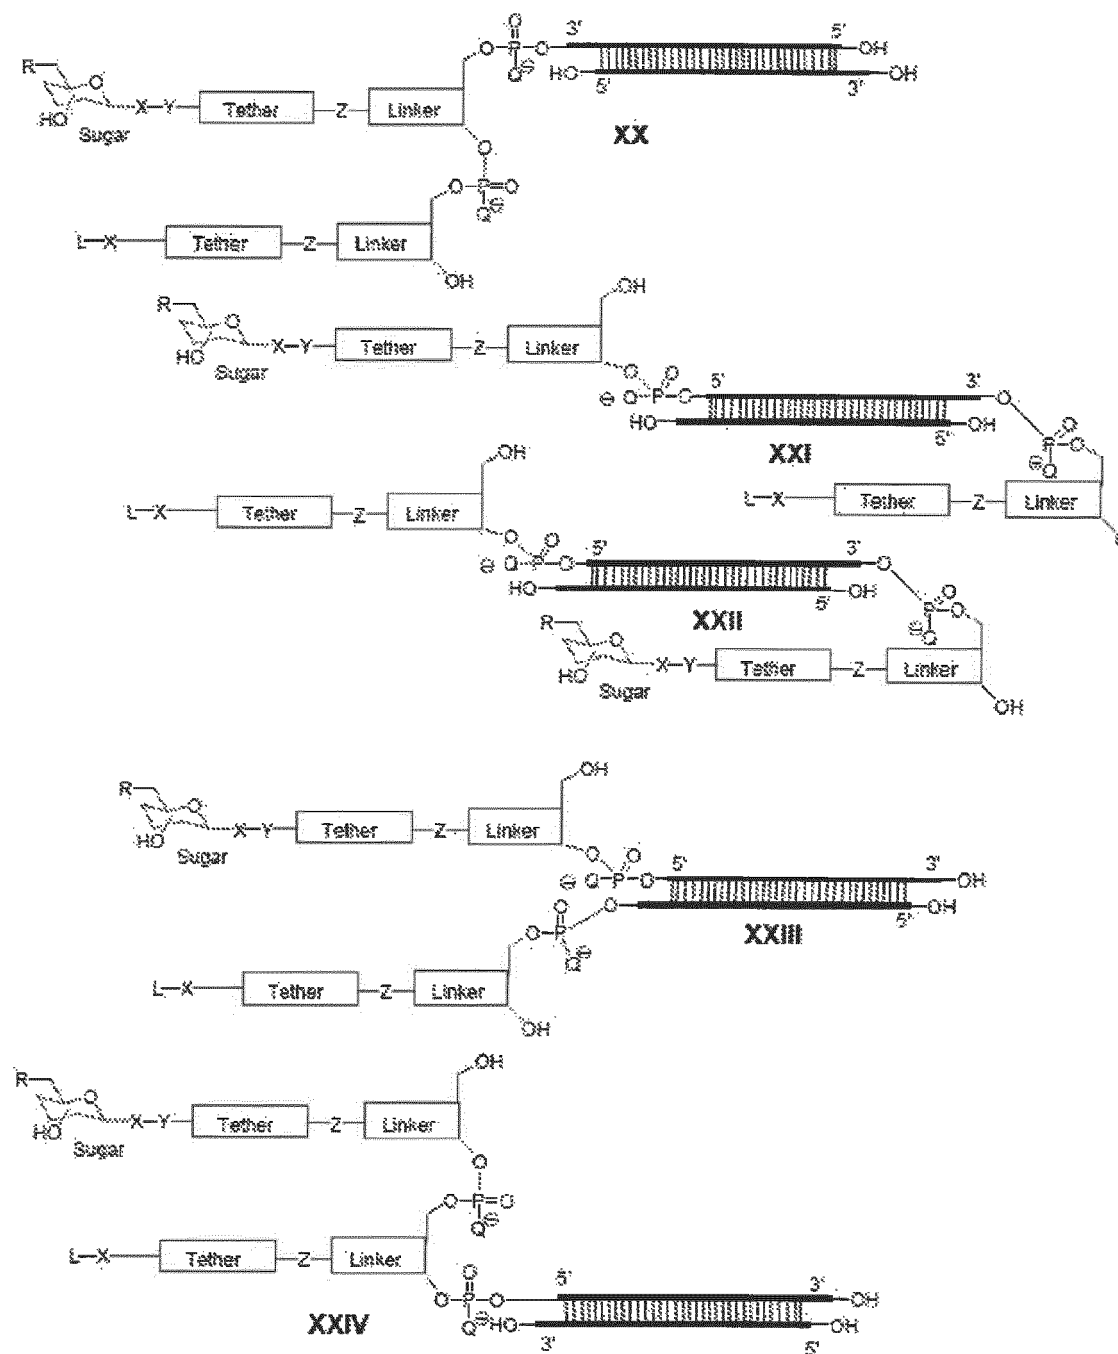 O
O P O 3' 5' OH
R O Q⊖ HO 5' 3' OH
HO X-Y Tether Z Linker
Sugar O XX
O P=O
Q⊖
L-X Tether Z Linker
OH
R O OH
HO X-Y Tether Z Linker
Sugar O O
⊖ Q P O 5' 3' O
HO 5' OH O
XXI P O
OH ⊖Q
L-X Tether Z Linker L-X Tether Z Linker
O O
⊖ Q P O 5' 3' O
HO 5' OH O
XXII P O
R O ⊖Q
HO X-Y Tether Z Linker
Sugar OH
R O OH
HO X-Y Tether Z Linker
Sugar O O
⊖ Q P O 5' 3' OH
O P O 5' OH
O Q⊖ XXIII
L-X Tether Z Linker
OH
R O OH
HO X-Y Tether Z Linker
Sugar O
O P=O
Q⊖
L-X Tether Z Linker
O
O P O 5' 3' OH
Q⊖ HO 3' 5' OH
XXIV